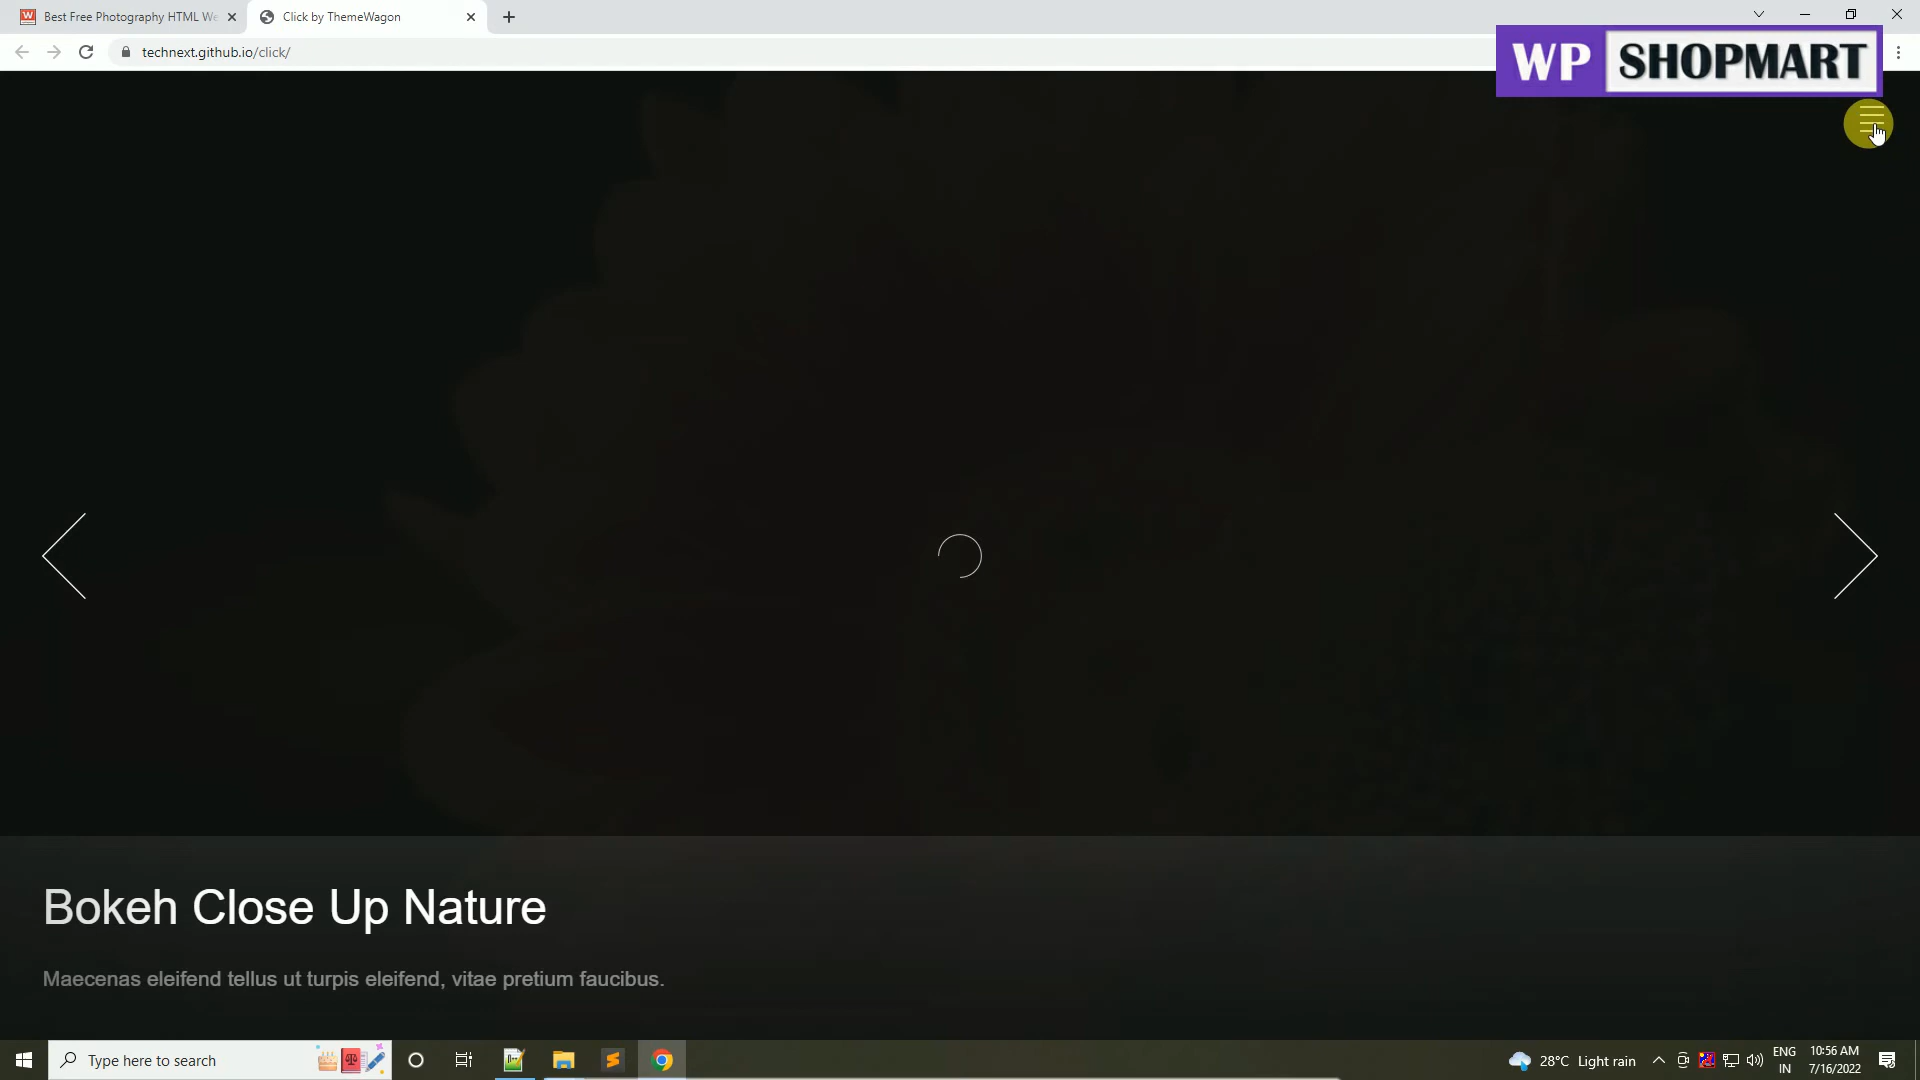 Best Free Photography HTML We
Click by ThemeWagon
technext.github.io/click/
WP SHOPMART
Bokeh Close Up Nature
Maecenas eleifend tellus ut turpis eleifend, vitae pretium faucibus.
Type here to search
28°C Light rain
ENG
IN
10:56 AM
7/16/2022